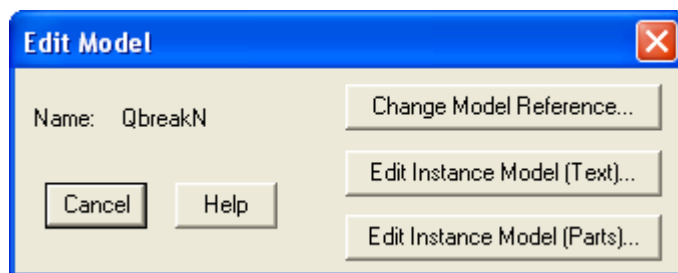 Edit Model
Name: QbreakN
Change Model Reference...
Edit Instance Model (Text)...
Cancel
Help
Edit Instance Model (Parts)...